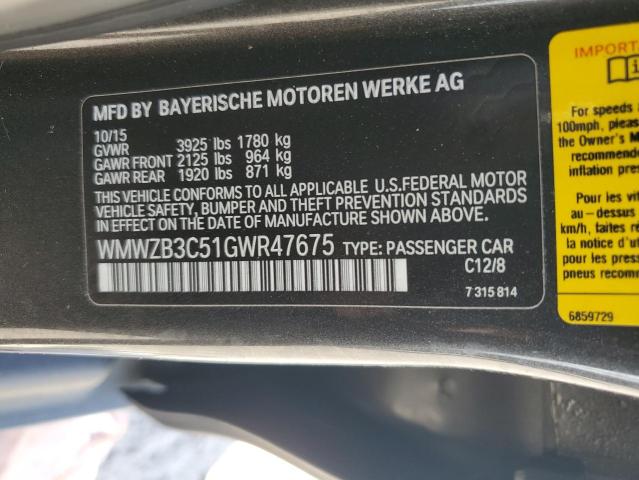 MFD BY BAYERISCHE MOTOREN WERKE AG
10/15
GVWR 3925 lbs 1780 kg
GAWR FRONT 2125 lbs 964 kg
GAWR REAR 1920 lbs 871 kg
THIS VEHICLE CONFORMS TO ALL APPLICABLE U.S.FEDERAL MOTOR
VEHICLE SAFETY, BUMPER AND THEFT PREVENTION STANDARDS
IN EFFECT ON THE DATE OF MANUFACTURE SHOWN ABOVE.
WMWZB3C51GWR47675 TYPE: PASSENGER CAR
C12/8
7 315 814
For speeds
100mph, pleas
the Owner's M
recommende
inflation pres
Pour les vit
au-dessus
km/h, faites
la notice su
pour les press
pneus recomm
6859729